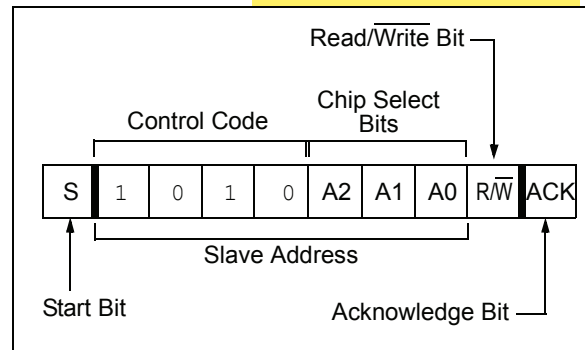 Read/Write Bit
Chip Select
Bits
Control Code
S 1 0 1 0 A2 A1 A0 R/W ACK
Slave Address
Start Bit
Acknowledge Bit